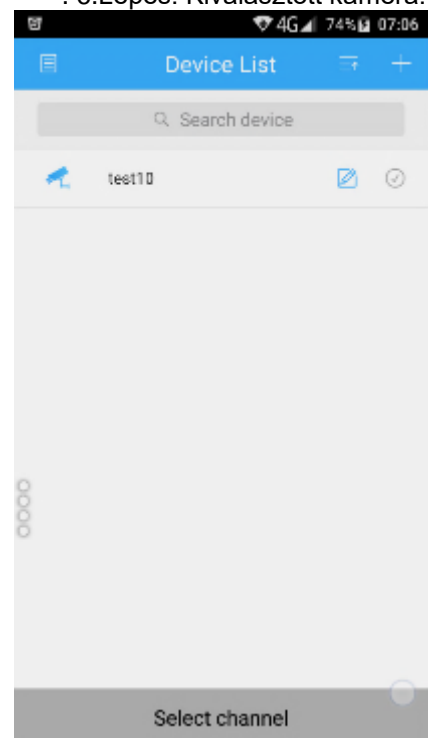 . 3.Lépés: Kiválasztott kamera.
4G 74% 07:06
Device List
Search device
test10
Select channel